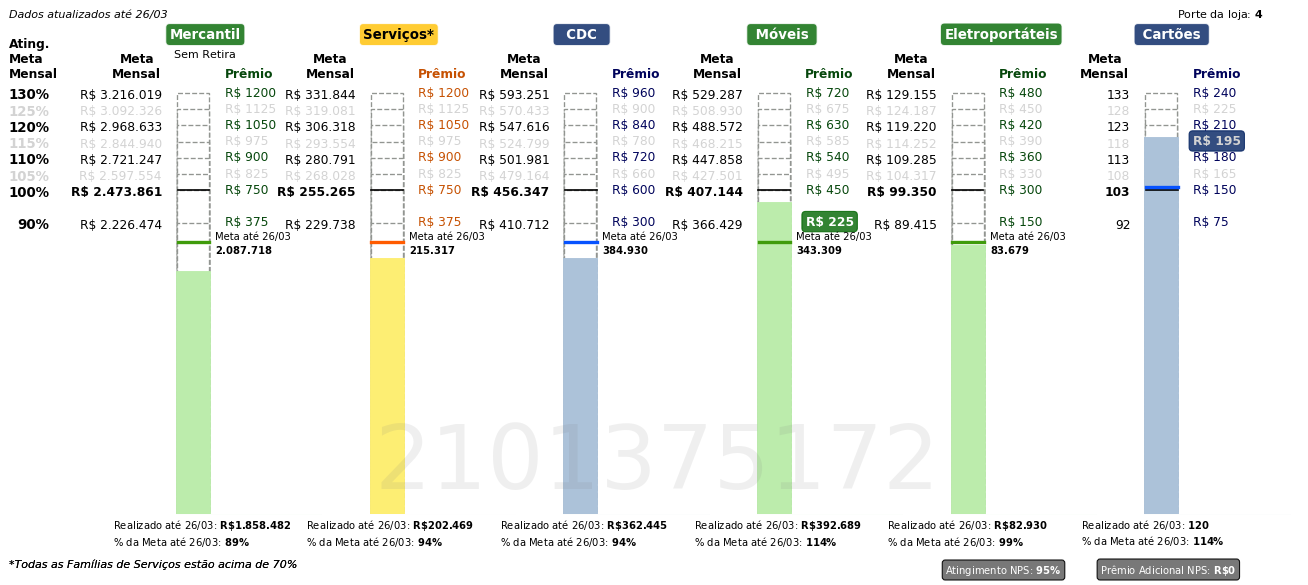 Dados atualizados até 26/03
Porte da loja: 4
Mercantil Serviços* CDC Móveis Eletroportáteis Cartões
Sem Retira
Ating. Meta Mensal
Meta Mensal Prêmio Meta Mensal Prêmio Meta Mensal Prêmio Meta Mensal Prêmio Meta Mensal Prêmio Meta Mensal Prêmio
130% R$ 3.216.019 R$ 1200 R$ 331.844 R$ 1200 R$ 593.251 R$ 960 R$ 529.287 R$ 720 R$ 129.155 R$ 480 133 R$ 240
125% R$ 3.092.326 R$ 1125 R$ 319.081 R$ 1125 R$ 570.433 R$ 900 R$ 508.930 R$ 675 R$ 124.187 R$ 450 128 R$ 225
120% R$ 2.968.633 R$ 1050 R$ 306.318 R$ 1050 R$ 547.616 R$ 840 R$ 488.572 R$ 630 R$ 119.220 R$ 420 123 R$ 210
115% R$ 2.844.940 R$ 975 R$ 293.554 R$ 975 R$ 524.799 R$ 780 R$ 468.215 R$ 585 R$ 114.252 R$ 390 118 R$ 195
110% R$ 2.721.247 R$ 900 R$ 280.791 R$ 900 R$ 501.981 R$ 720 R$ 447.858 R$ 540 R$ 109.285 R$ 360 113 R$ 180
105% R$ 2.597.554 R$ 825 R$ 268.028 R$ 825 R$ 479.164 R$ 660 R$ 427.501 R$ 495 R$ 104.317 R$ 330 108 R$ 165
100% R$ 2.473.861 R$ 750 R$ 255.265 R$ 750 R$ 456.347 R$ 600 R$ 407.144 R$ 450 R$ 99.350 R$ 300 103 R$ 150
90% R$ 2.226.474 R$ 375 R$ 229.738 R$ 375 R$ 410.712 R$ 300 R$ 366.429 R$ 225 R$ 89.415 R$ 150 92 R$ 75
Meta até 26/03 Meta até 26/03 Meta até 26/03 Meta até 26/03 Meta até 26/03
2.087.718 215.317 384.930 343.309 83.679
2101375172
Realizado até 26/03: R$1.858.482 Realizado até 26/03: R$202.469 Realizado até 26/03: R$362.445 Realizado até 26/03: R$392.689 Realizado até 26/03: R$82.930 Realizado até 26/03: 120
% da Meta até 26/03: 89% % da Meta até 26/03: 94% % da Meta até 26/03: 94% % da Meta até 26/03: 114% % da Meta até 26/03: 99% % da Meta até 26/03: 114%
*Todas as Famílias de Serviços estão acima de 70%
Atingimento NPS: 95% Prêmio Adicional NPS: R$0